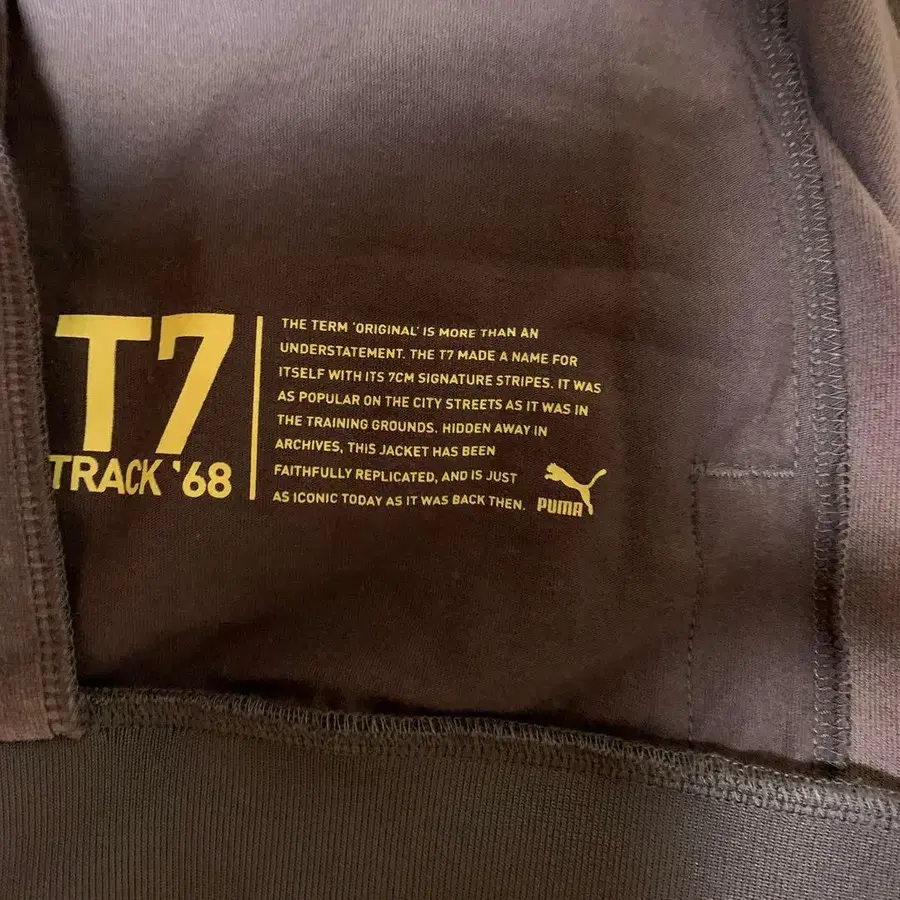 T7
TRACK '68
THE TERM 'ORIGINAL' IS MORE THAN AN
UNDERSTATEMENT. THE T7 MADE A NAME FOR
ITSELF WITH ITS 7CM SIGNATURE STRIPES. IT WAS
AS POPULAR ON THE CITY STREETS AS IT WAS IN
THE TRAINING GROUNDS. HIDDEN AWAY IN
ARCHIVES, THIS JACKET HAS BEEN
FAITHFULLY REPLICATED, AND IS JUST
AS ICONIC TODAY AS IT WAS BACK THEN.
PUMA